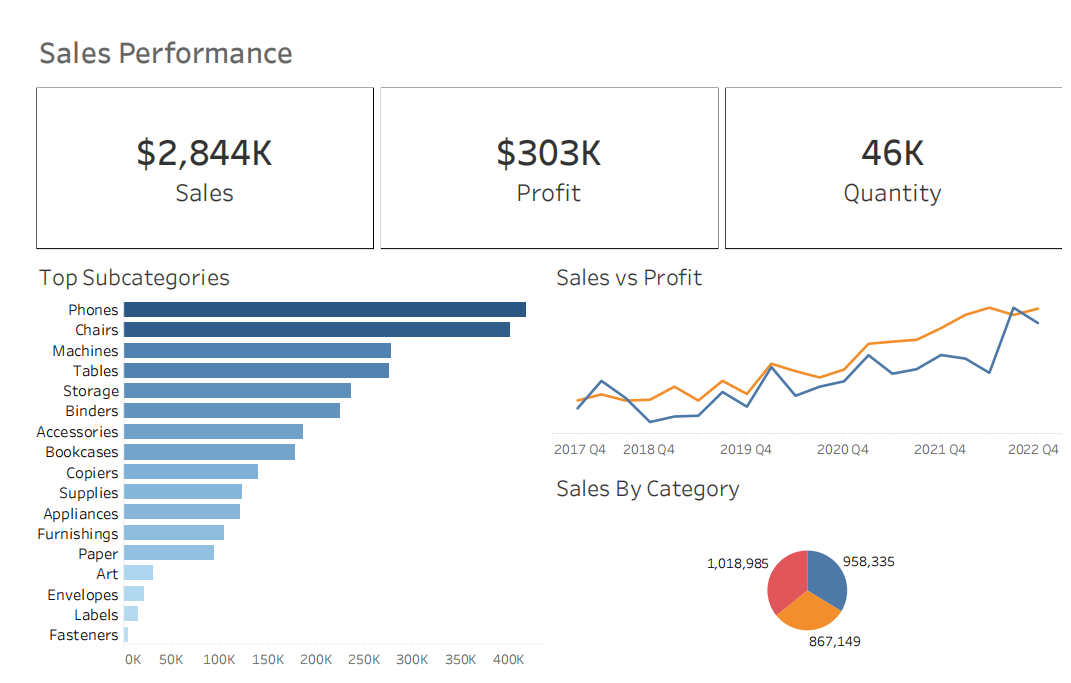 Sales Performance
$2,844K
Sales
$303K
Profit
46K
Quantity
Top Subcategories
Phones
Chairs
Machines
Tables
Storage
Binders
Accessories
Bookcases
Copiers
Supplies
Appliances
Furnishings
Paper
Art
Envelopes
Labels
Fasteners
0K 50K 100K 150K 200K 250K 300K 350K 400K
Sales vs Profit
2017 Q4 2018 Q4 2019 Q4 2020 Q4 2021 Q4 2022 Q4
Sales By Category
1,018,985 958,335
867,149